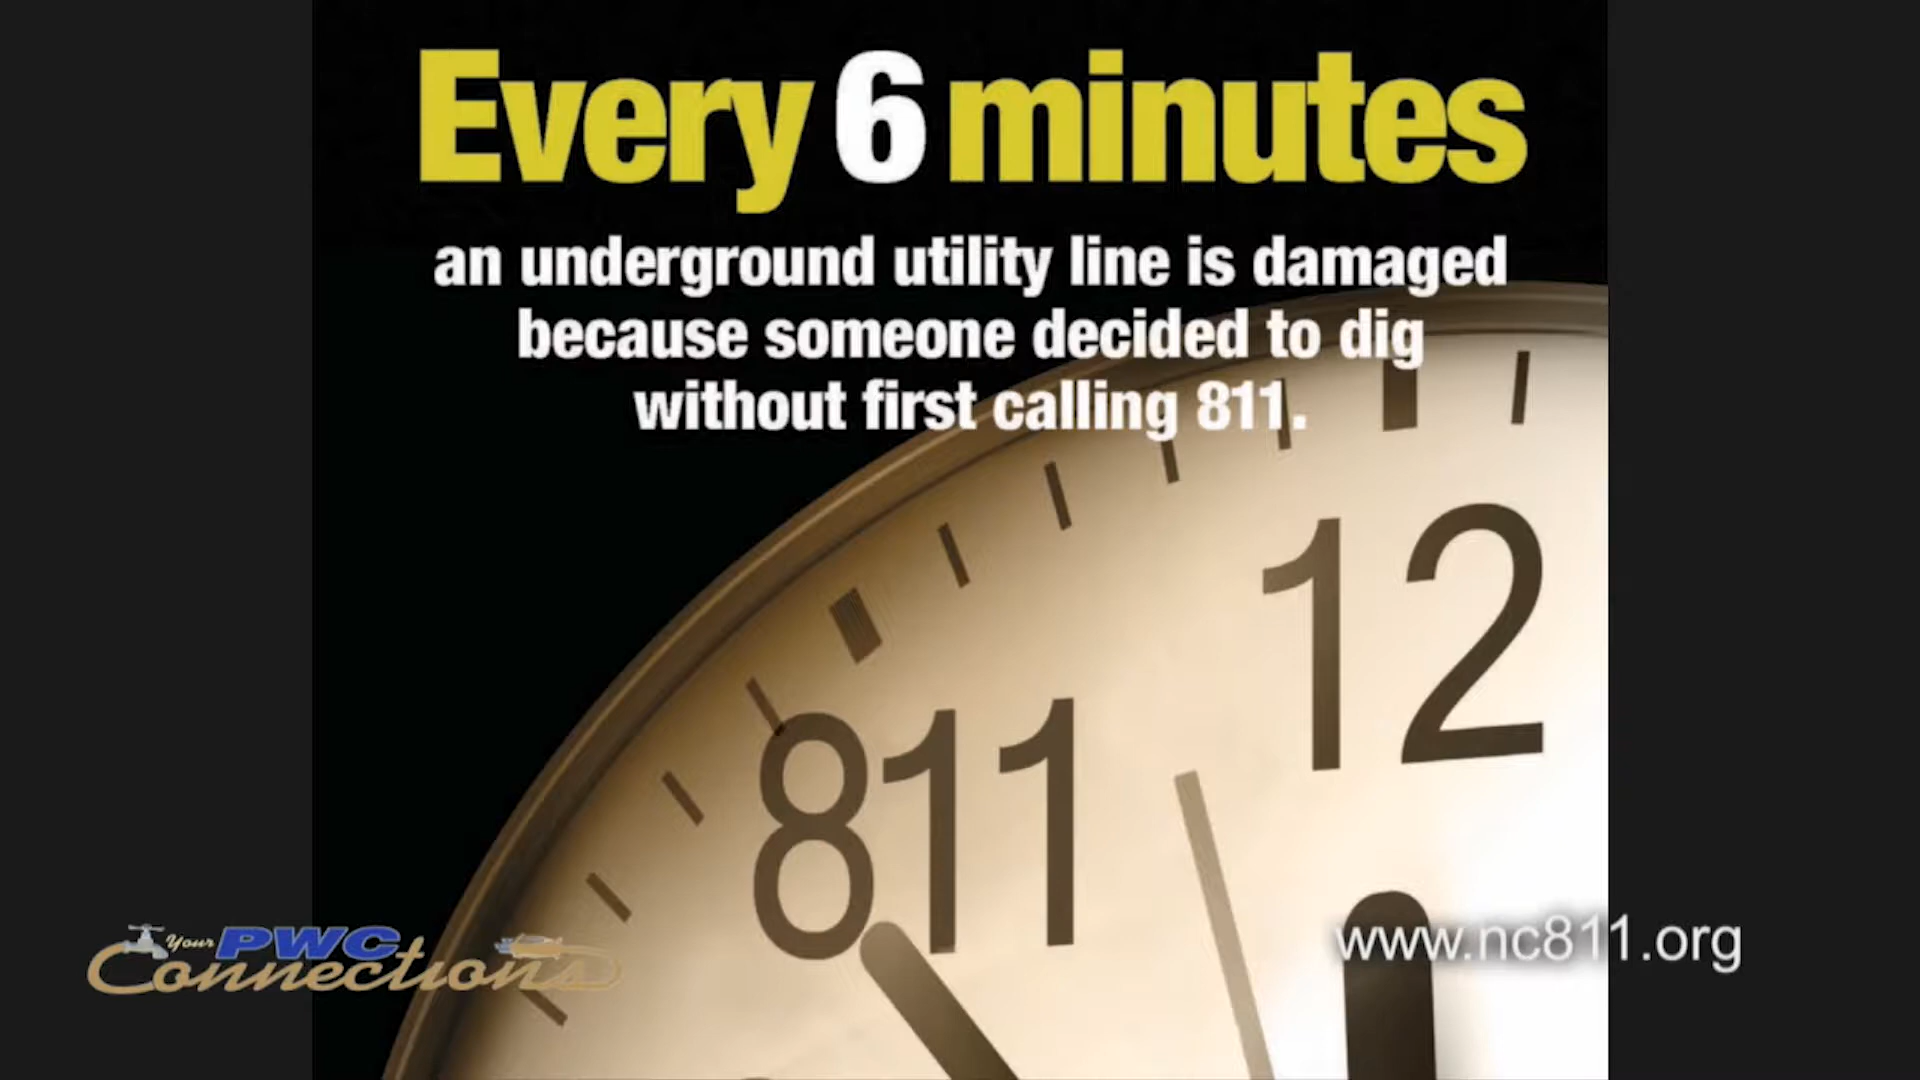 Every 6 minutes
an underground utility line is damaged
because someone decided to dig
without first calling 811.
12
811
Your PWC
Connections
www.nc811.org